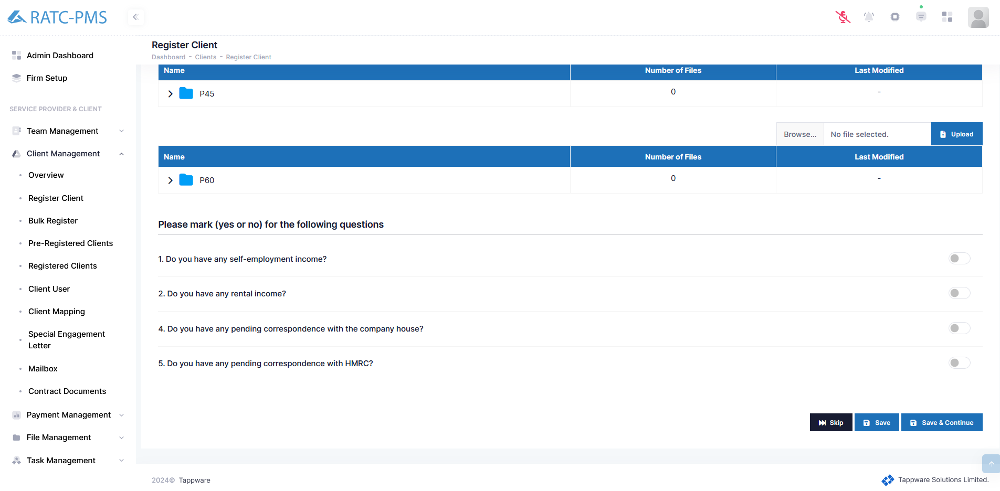 RATC-PMS
Register Client
Dashboard - Clients - Register Client
Admin Dashboard
Firm Setup
SERVICE PROVIDER & CLIENT
Team Management
Client Management
Overview
Register Client
Bulk Register
Pre-Registered Clients
Registered Clients
Client User
Client Mapping
Special Engagement
Letter
Mailbox
Contract Documents
Payment Management
File Management
Task Management
Name Number of Files Last Modified
P45 0 -
Browse... No file selected. Upload
Name Number of Files Last Modified
P60 0 -
Please mark (yes or no) for the following questions
1. Do you have any self-employment income?
2. Do you have any rental income?
4. Do you have any pending correspondence with the company house?
5. Do you have any pending correspondence with HMRC?
Skip Save Save & Continue
2024© Tappware
Tappware Solutions Limited.